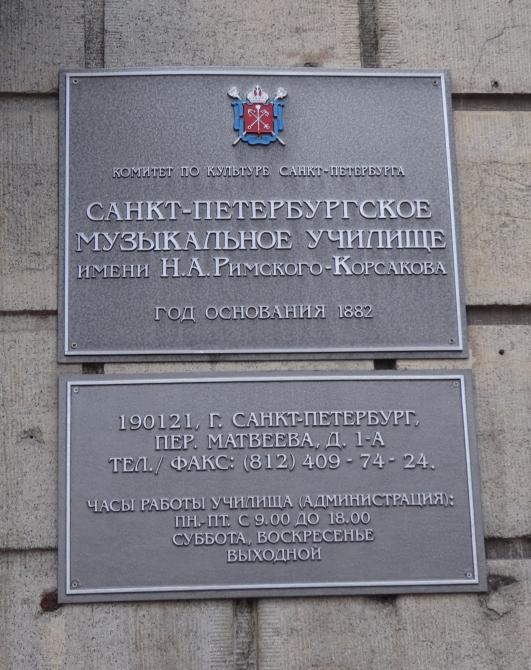 КОМИТЕТ ПО КУЛЬТУРЕ САНКТ-ПЕТЕРБУРГА
САНКТ-ПЕТЕРБУРГСКОЕ
МУЗЫКАЛЬНОЕ УЧИЛИЩЕ
ИМЕНИ Н.А.РИМСКОГО-КОРСАКОВА
ГОД ОСНОВАНИЯ 1882
190121, Г. САНКТ-ПЕТЕРБУРГ,
ПЕР. МАТВЕЕВА, Д. 1-А
ТЕЛ./ ФАКС: (812) 409 - 74 - 24.
ЧАСЫ РАБОТЫ УЧИЛИЩА (АДМИНИСТРАЦИЯ):
ПН.-ПТ. С 9.00 ДО 18.00
СУББОТА, ВОСКРЕСЕНЬЕ
ВЫХОДНОЙ